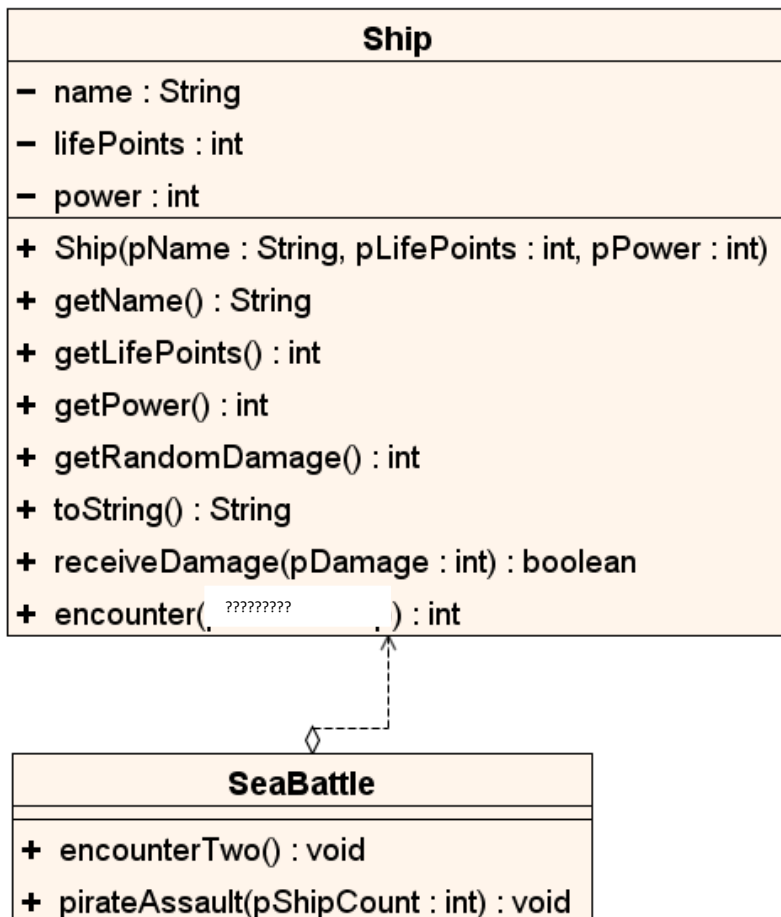 Ship
− name : String
− lifePoints : int
− power : int
+ Ship(pName : String, pLifePoints : int, pPower : int)
+ getName() : String
+ getLifePoints() : int
+ getPower() : int
+ getRandomDamage() : int
+ toString() : String
+ receiveDamage(pDamage : int) : boolean
+ encounter( ????????? ) : int
SeaBattle
+ encounterTwo() : void
+ pirateAssault(pShipCount : int) : void